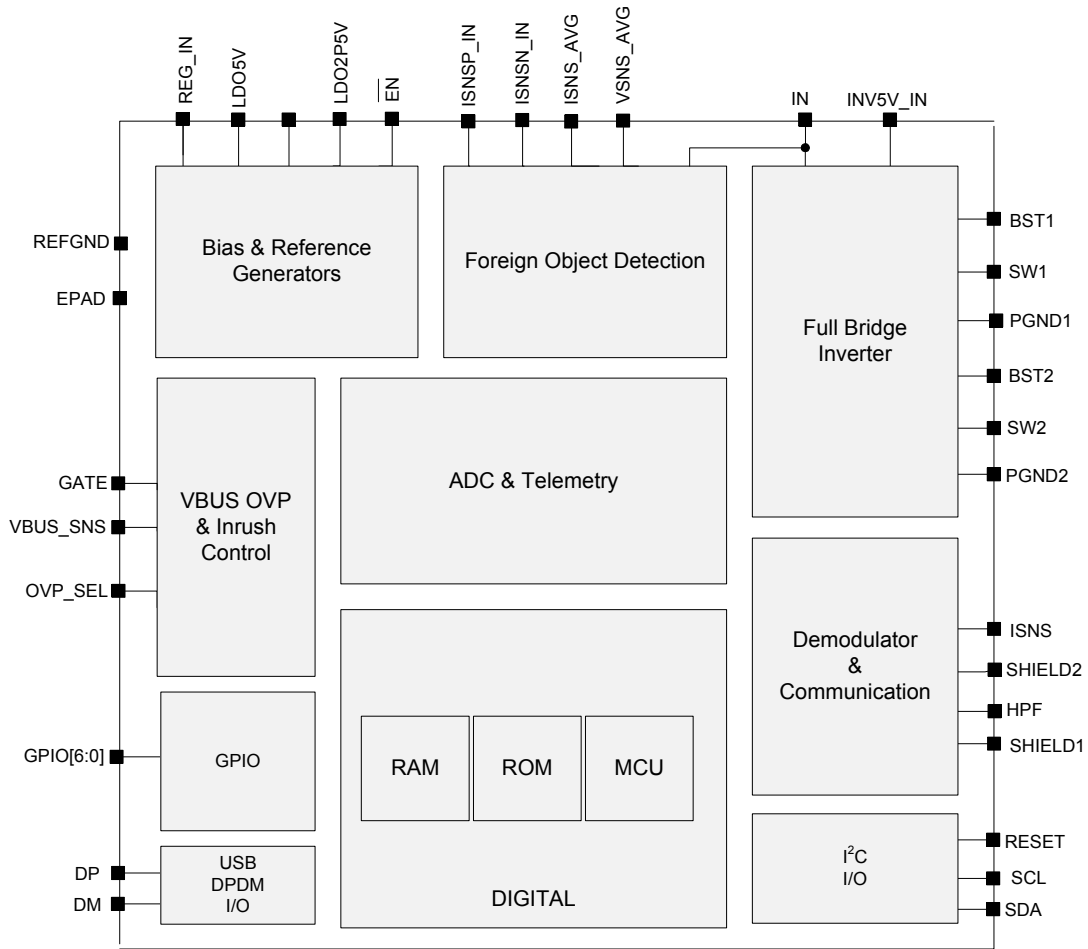 REG_IN
LDO5V
LDO2P5V
EN
ISNSP_IN
ISNSN_IN
ISNS_AVG
VSNS_AVG
IN
INV5V_IN
REFGND
EPAD
Bias & Reference
Generators
Foreign Object Detection
Full Bridge
Inverter
BST1
SW1
PGND1
BST2
SW2
PGND2
GATE
VBUS_SNS
OVP_SEL
VBUS OVP
& Inrush
Control
ADC & Telemetry
Demodulator
&
Communication
ISNS
SHIELD2
HPF
SHIELD1
GPIO[6:0]
GPIO
RAM
ROM
MCU
DIGITAL
DP
DM
USB
DPDM
I/O
I²C
I/O
RESET
SCL
SDA